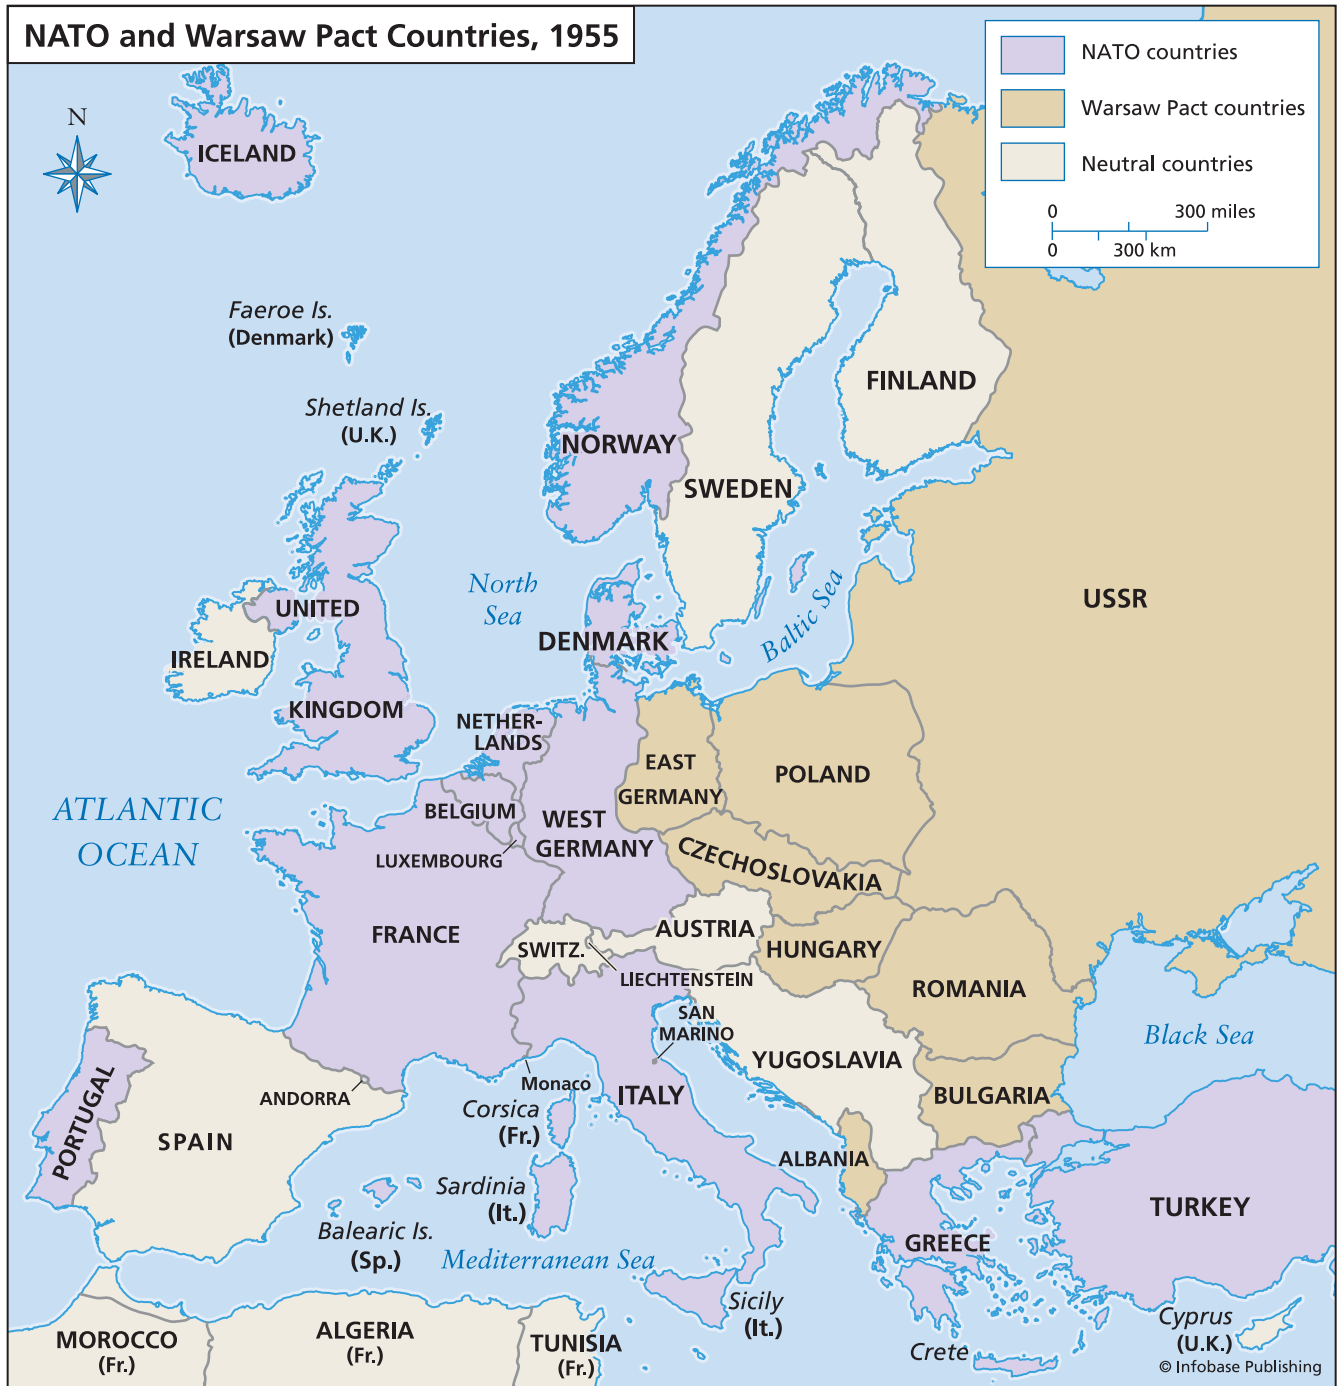 NATO and Warsaw Pact Countries, 1955
NATO countries
Warsaw Pact countries
Neutral countries
0 300 miles
0 300 km
N
ICELAND
Faeroe Is.
(Denmark)
Shetland Is.
(U.K.)
NORWAY
SWEDEN
FINLAND
USSR
North
Sea
Baltic Sea
UNITED
KINGDOM
IRELAND
DENMARK
NETHER-
LANDS
BELGIUM
LUXEMBOURG
WEST
GERMANY
EAST
GERMANY
POLAND
CZECHOSLOVAKIA
ATLANTIC
OCEAN
FRANCE
SWITZ.
LIECHTENSTEIN
AUSTRIA
HUNGARY
ROMANIA
SAN
MARINO
YUGOSLAVIA
BULGARIA
Black Sea
Monaco
ITALY
ANDORRA
PORTUGAL
SPAIN
Corsica
(Fr.)
Sardinia
(It.)
Balearic Is.
(Sp.)
Mediterranean Sea
ALBANIA
GREECE
TURKEY
Sicily
(It.)
Crete
Cyprus
(U.K.)
MOROCCO
(Fr.)
ALGERIA
(Fr.)
TUNISIA
(Fr.)
© Infobase Publishing